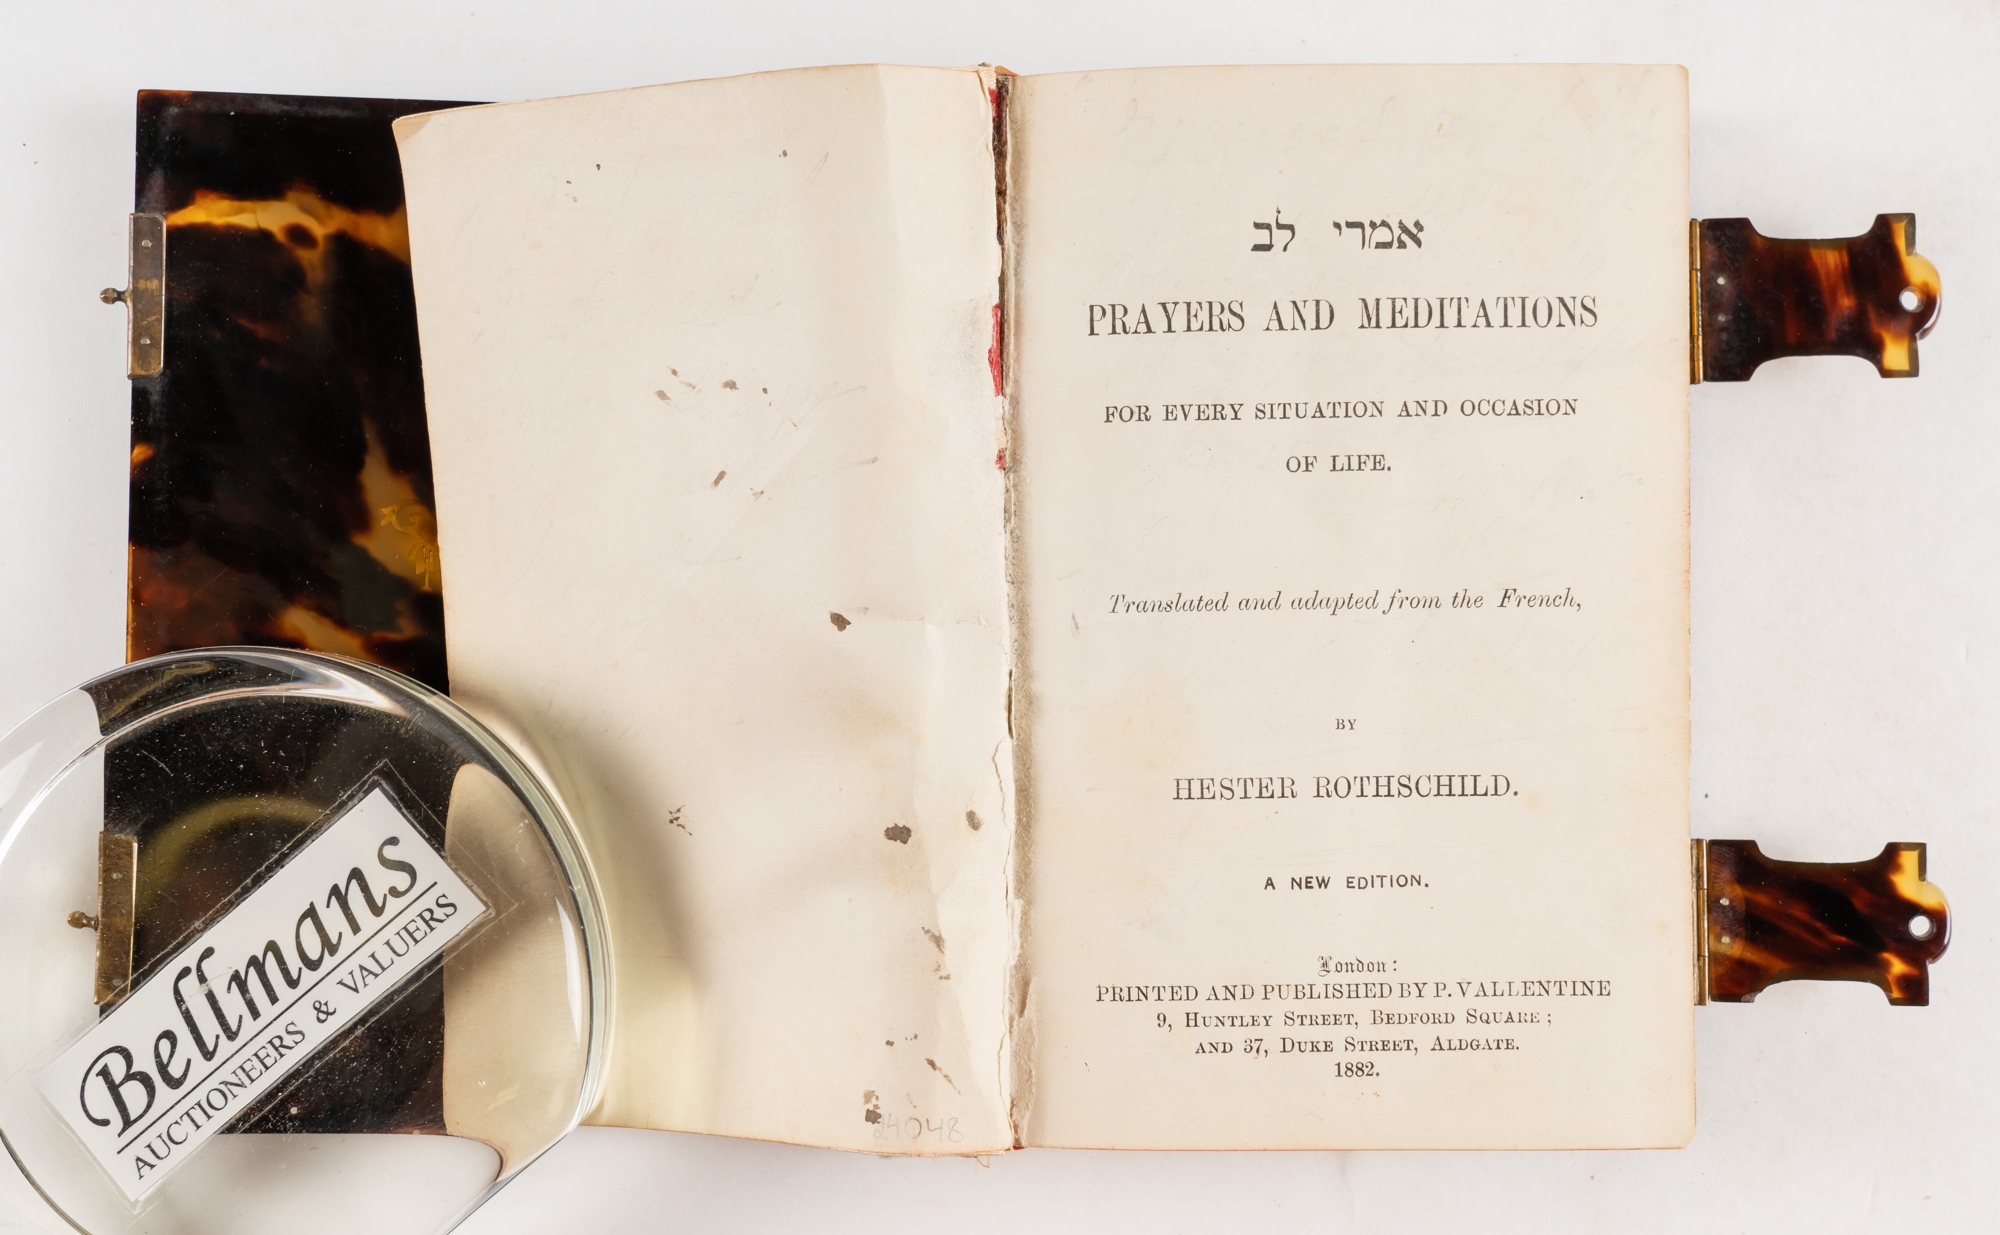 אמרי לב
PRAYERS AND MEDITATIONS
FOR EVERY SITUATION AND OCCASION
OF LIFE.
Translated and adapted from the French,
BY
HESTER ROTHSCHILD.
A NEW EDITION.
London:
PRINTED AND PUBLISHED BY P. VALLENTINE
9, HUNTLEY STREET, BEDFORD SQUARE;
AND 37, DUKE STREET, ALDGATE.
1882.
24048
Bellmans
AUCTIONEERS & VALUERS